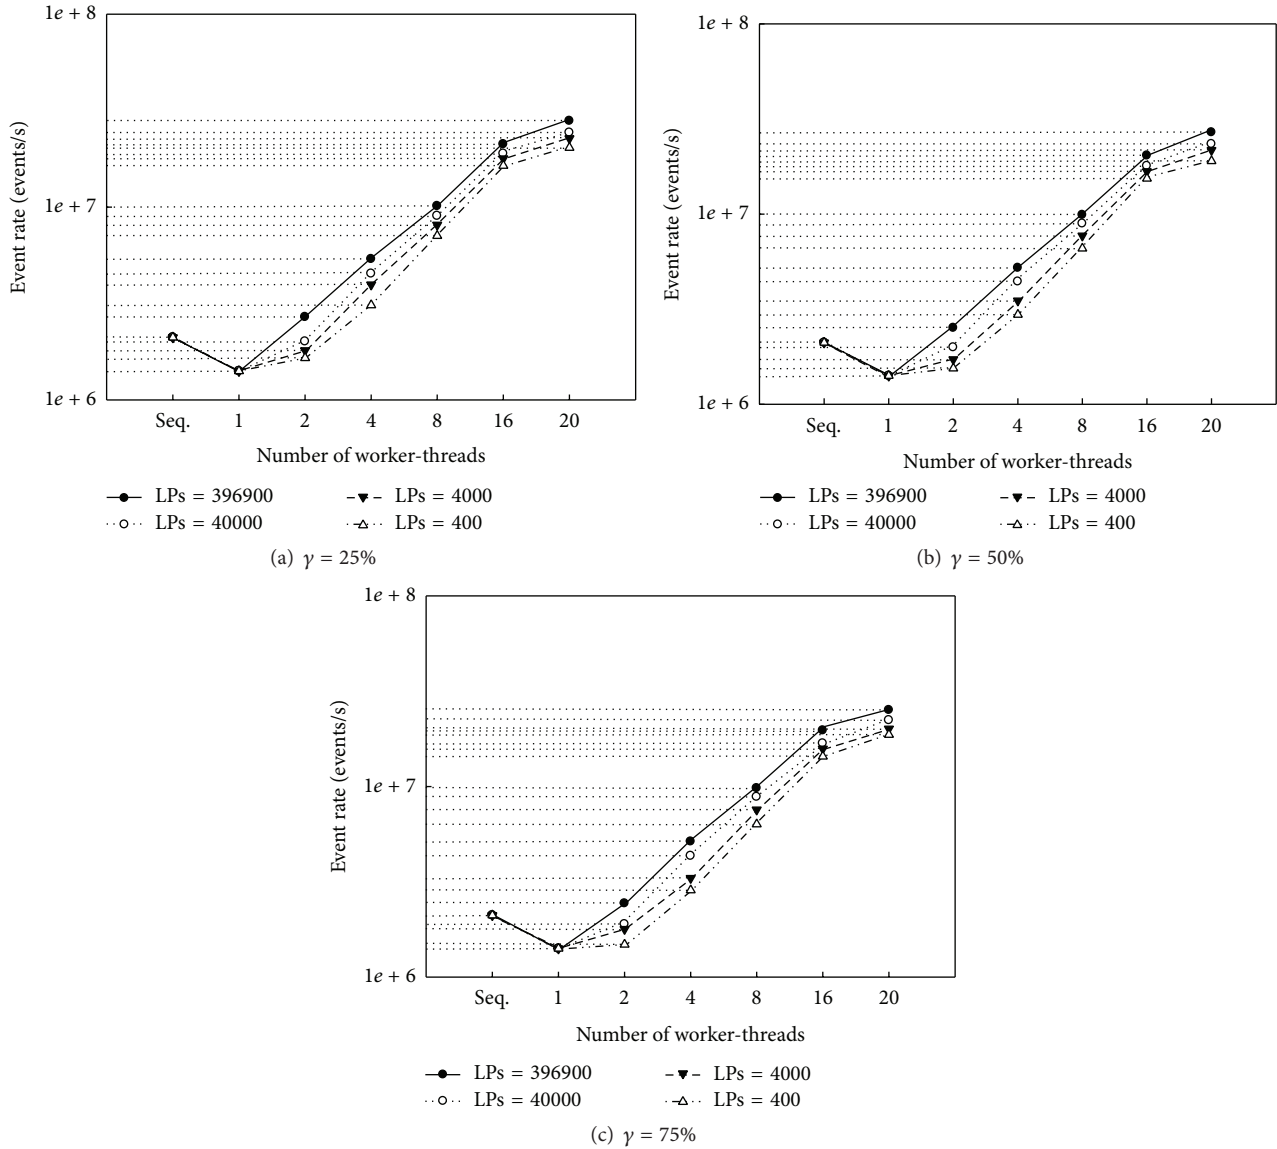 1e + 8
1e + 7
1e + 6
Event rate (events/s)
Seq. 1 2 4 8 16 20
Number of worker-threads
LPs = 396900 LPs = 4000
LPs = 40000 LPs = 400
(a) γ = 25%
1e + 8
1e + 7
1e + 6
Event rate (events/s)
Seq. 1 2 4 8 16 20
Number of worker-threads
LPs = 396900 LPs = 4000
LPs = 40000 LPs = 400
(b) γ = 50%
1e + 8
1e + 7
1e + 6
Event rate (events/s)
Seq. 1 2 4 8 16 20
Number of worker-threads
LPs = 396900 LPs = 4000
LPs = 40000 LPs = 400
(c) γ = 75%